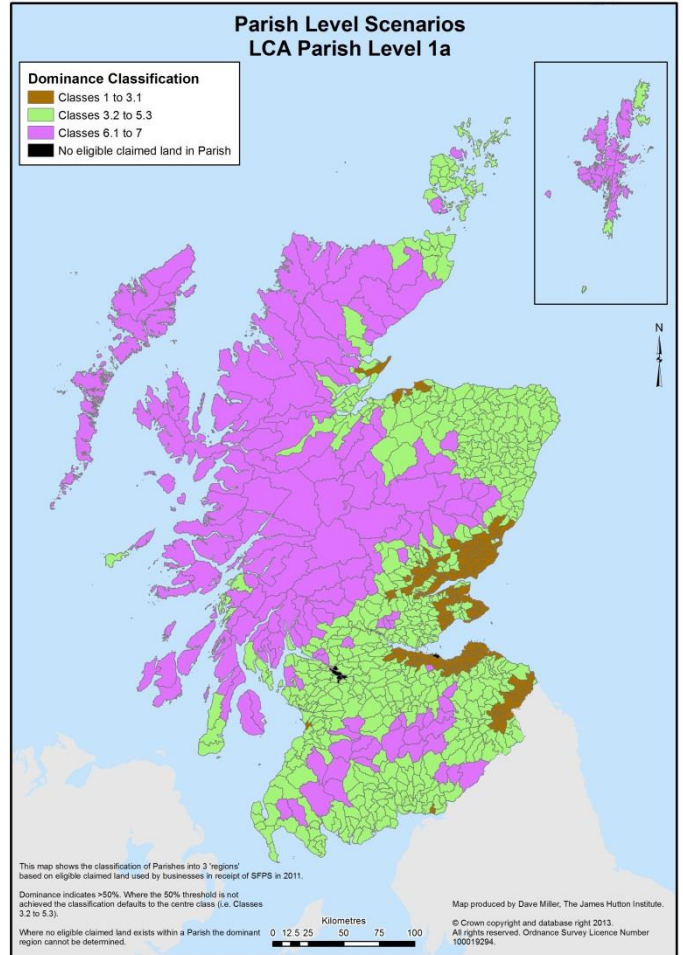 Parish Level Scenarios
LCA Parish Level 1a
Dominance Classification
Classes 1 to 3.1
Classes 3.2 to 5.3
Classes 6.1 to 7
No eligible claimed land in Parish
N
This map shows the classification of Parishes into 3 'regions'
based on eligible claimed land used by businesses in receipt of SFPS in 2011.
Dominance indicates >50%. Where the 50% threshold is not
achieved the classification defaults to the centre class (i.e. Classes
3.2 to 5.3).
Where no eligible claimed land exists within a Parish the dominant
region cannot be determined.
Kilometres
0 12.5 25 50 75 100
Map produced by Dave Miller, The James Hutton Institute.
© Crown copyright and database right 2013.
All rights reserved. Ordnance Survey Licence Number
100019294.